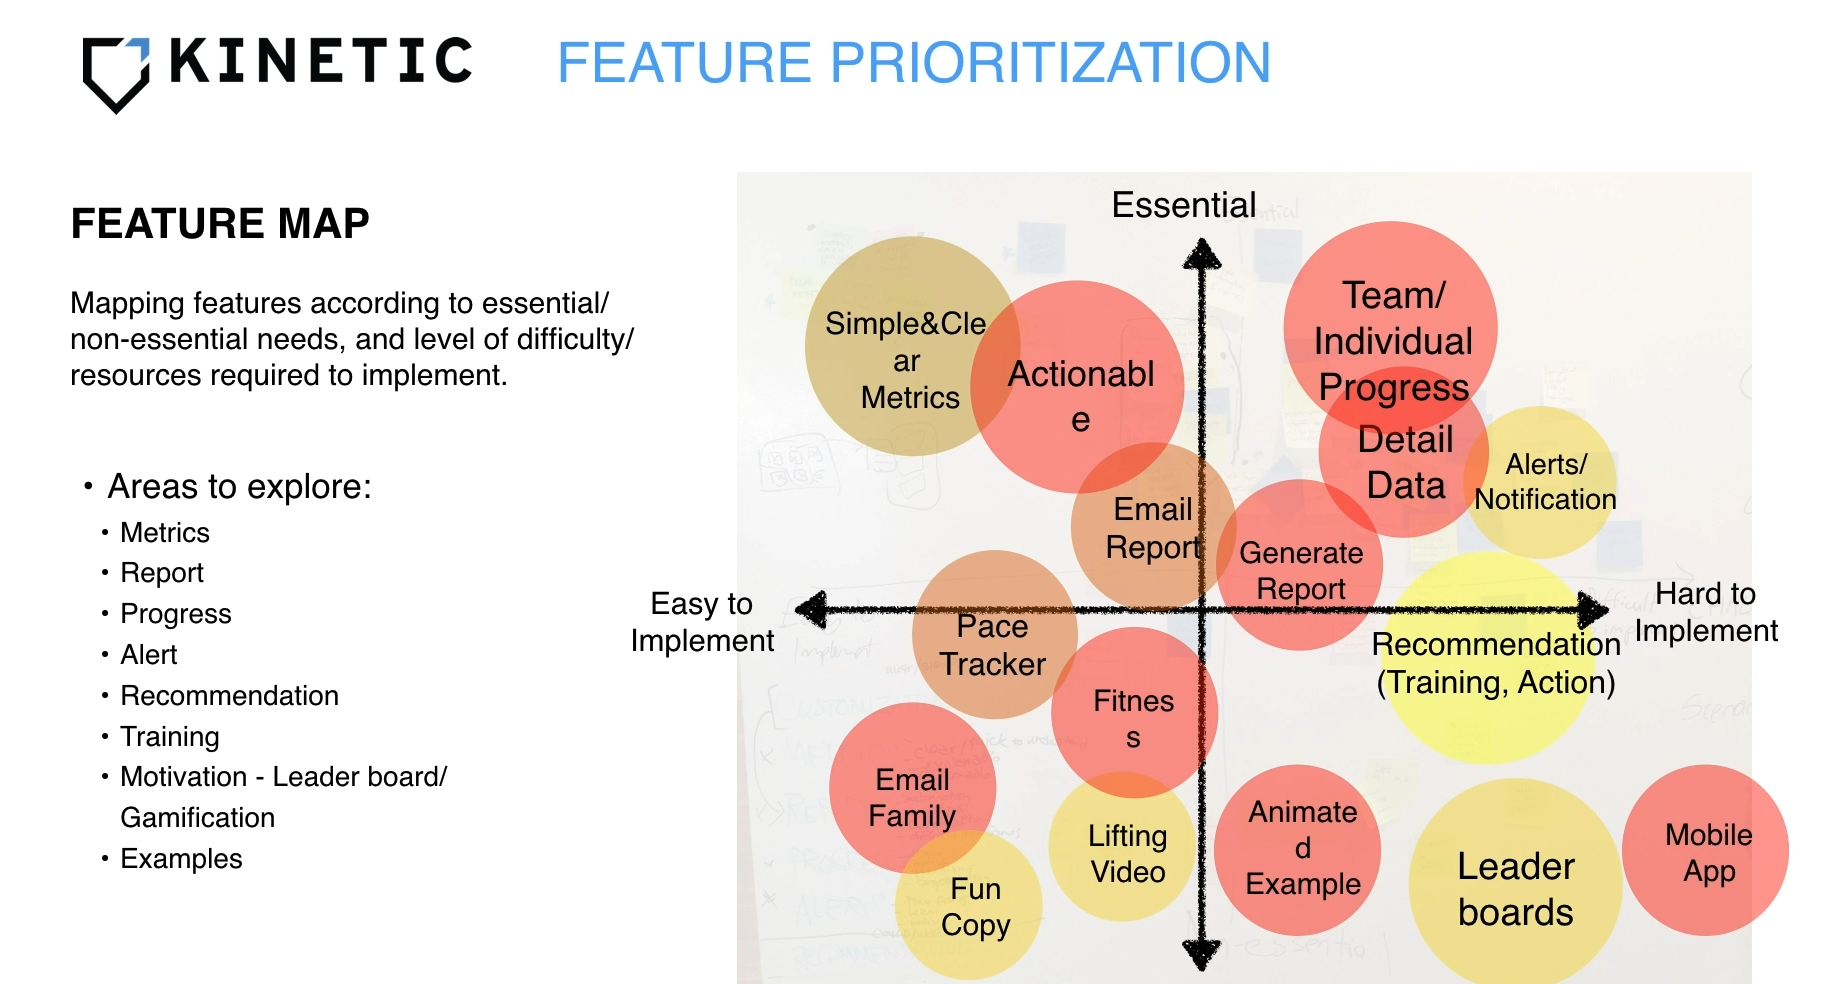 KINETIC
FEATURE PRIORITIZATION
FEATURE MAP
Mapping features according to essential/
non-essential needs, and level of difficulty/
resources required to implement.
• Areas to explore:
• Metrics
• Report
• Progress
• Alert
• Recommendation
• Training
• Motivation - Leader board/
Gamification
• Examples
Essential
Simple&Cle
ar
Metrics
Actionabl
e
Team/
Individual
Progress
Detail
Data
Alerts/
Notification
Email
Report
Generate
Report
Easy to
Implement
Hard to
Implement
Pace
Tracker
Recommendation
(Training, Action)
Fitnes
s
Email
Family
Lifting
Video
Animate
d
Example
Leader
boards
Mobile
App
Fun
Copy